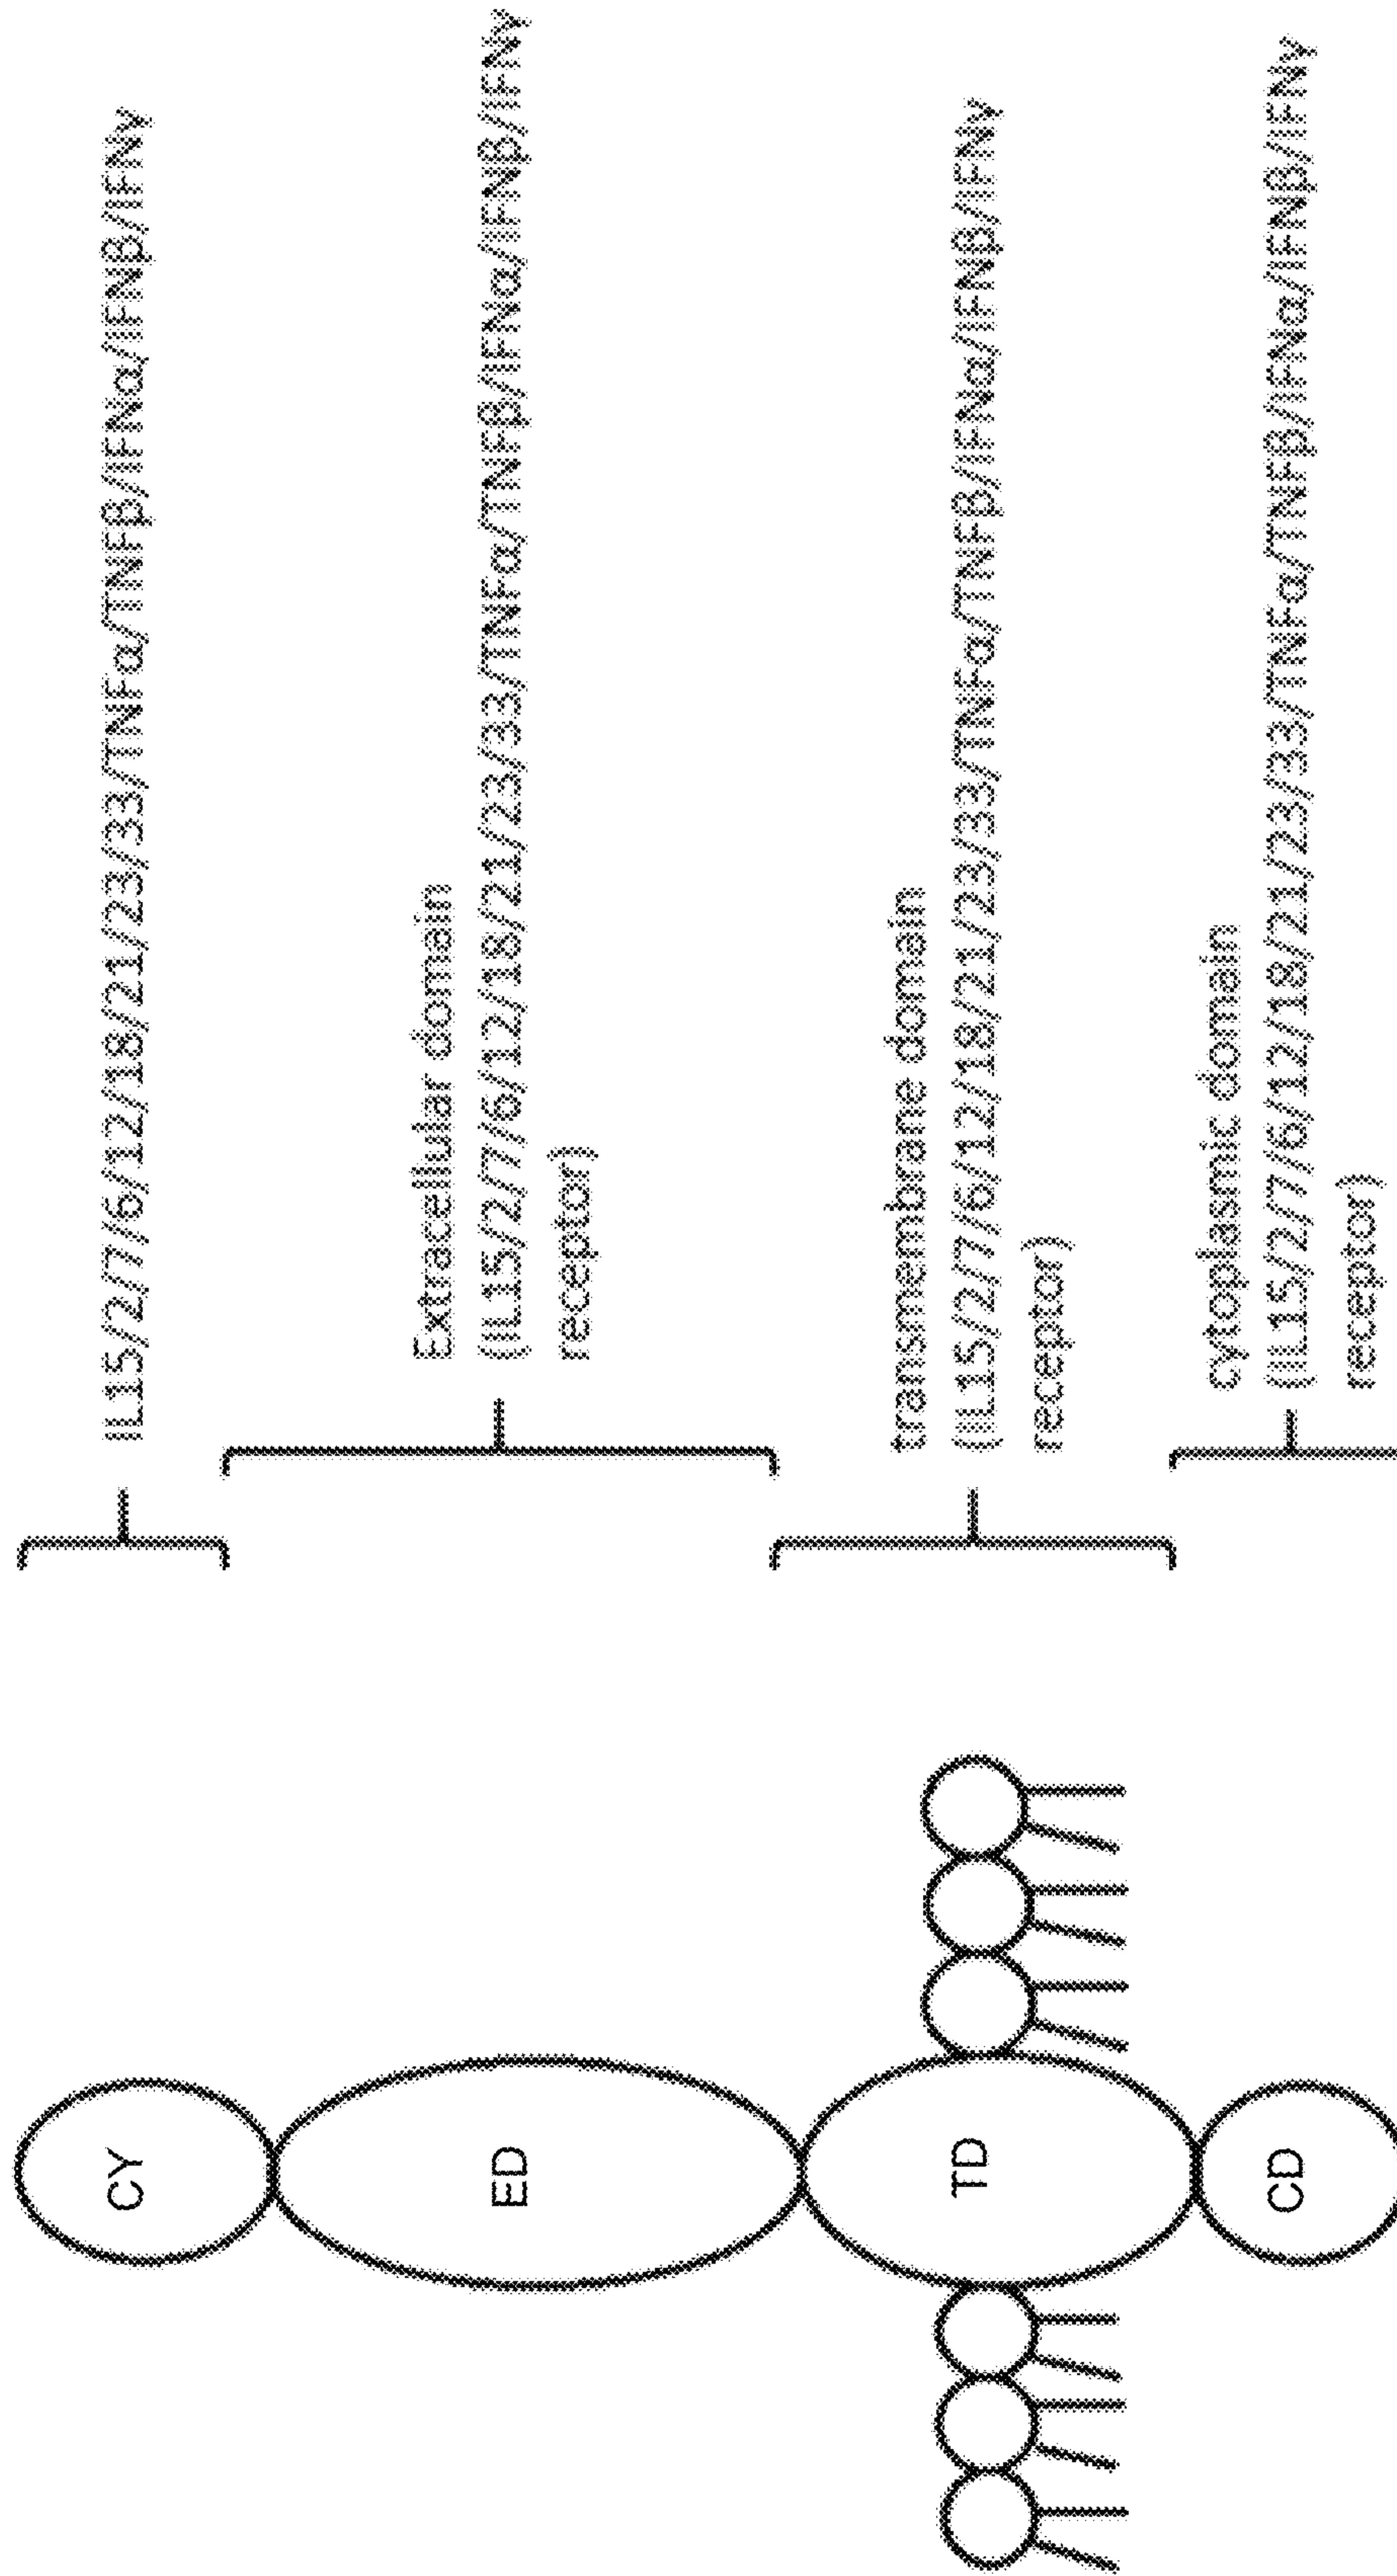 CY
IL15/2/7/6/12/18/21/23/33/TNFα/TNFβ/IFNα/IFNβ/IFNγ
ED
Extracellular domain
(IL15/2/7/6/12/18/21/23/33/TNFα/TNFβ/IFNα/IFNβ/IFNγ
receptor)
TD
transmembrane domain
(IL15/2/7/6/12/18/21/23/33/TNFα/TNFβ/IFNα/IFNβ/IFNγ
receptor)
CD
cytoplasmic domain
(IL15/2/7/6/12/18/21/23/33/TNFα/TNFβ/IFNα/IFNβ/IFNγ
receptor)